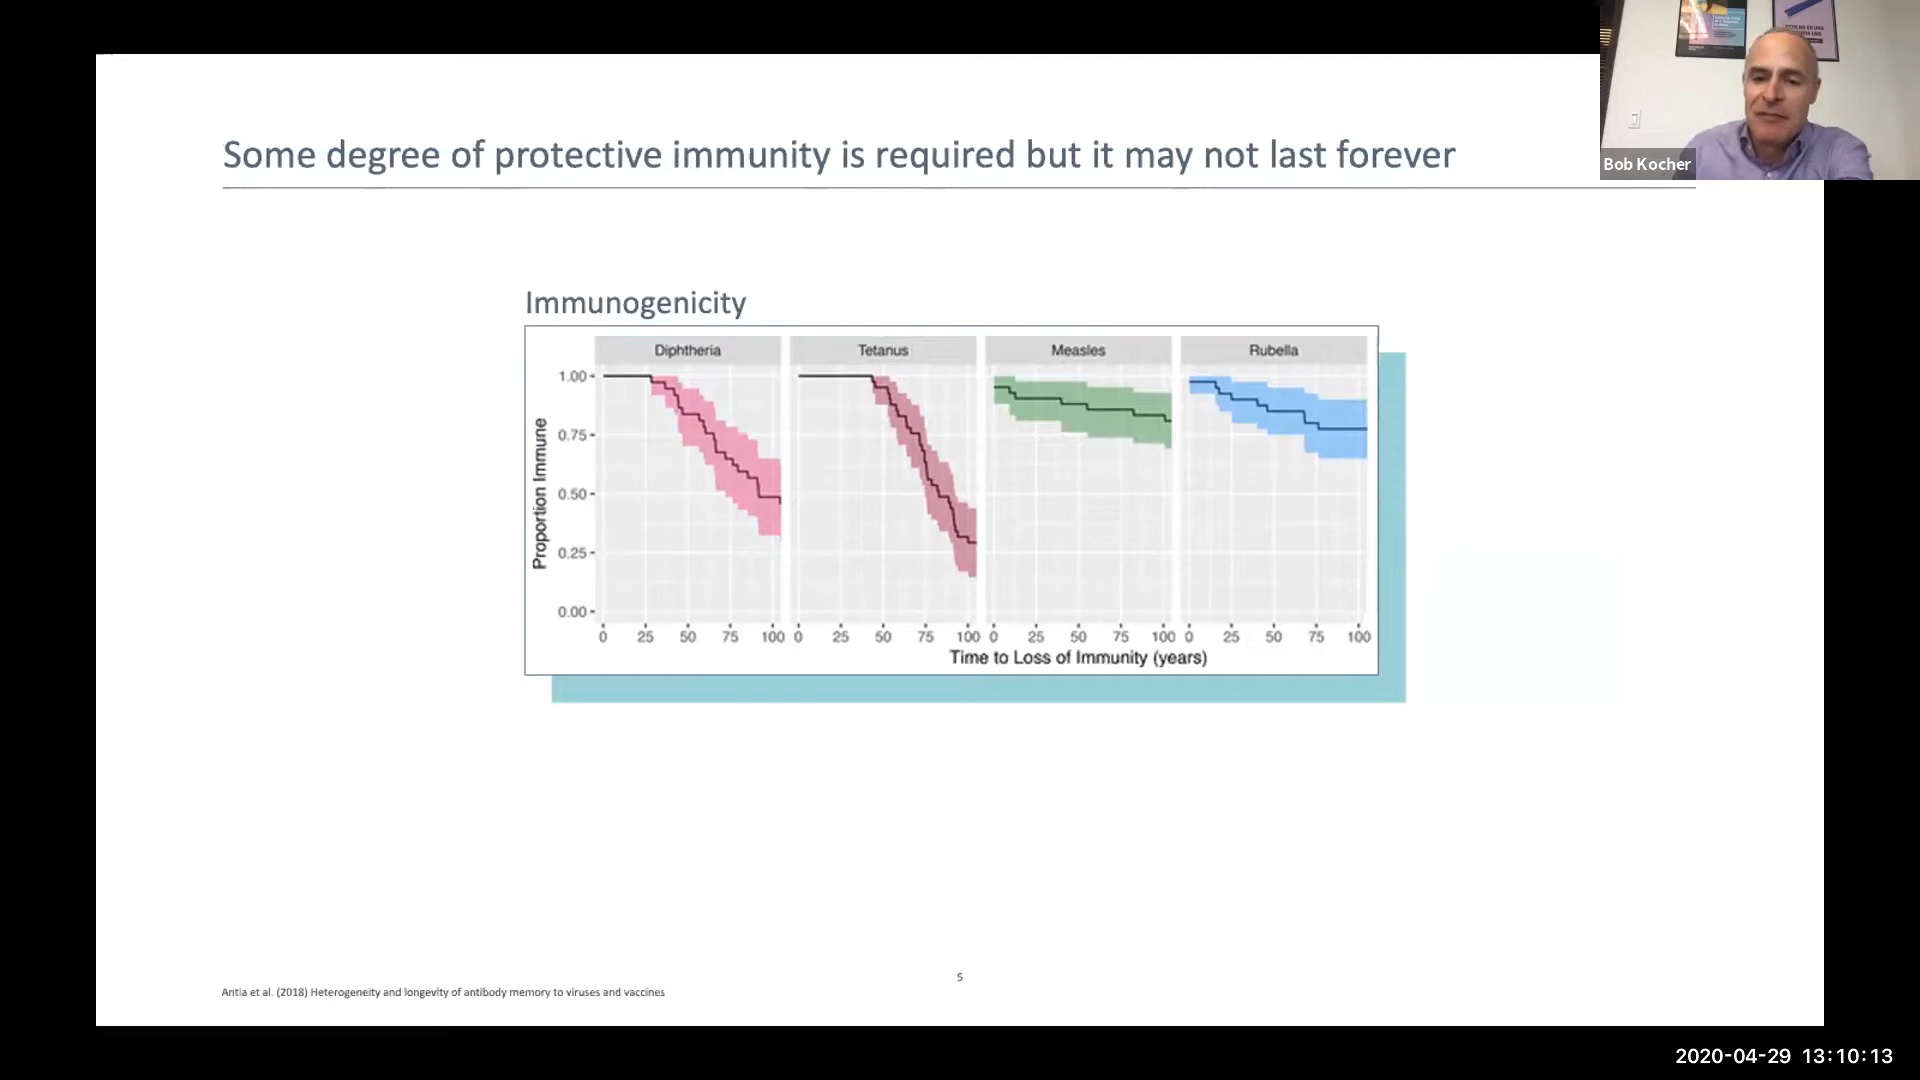 Some degree of protective immunity is required but it may not last forever
Bob Kocher
Immunogenicity
Diphtheria Tetanus Measles Rubella
1.00
0.75
0.50
0.25
0.00
Proportion Immune
0 25 50 75 100 0 25 50 75 100 0 25 50 75 100 0 25 50 75 100
Time to Loss of Immunity (years)
5
Antia et al. (2018) Heterogeneity and longevity of antibody memory to viruses and vaccines
2020-04-29 13:10:13